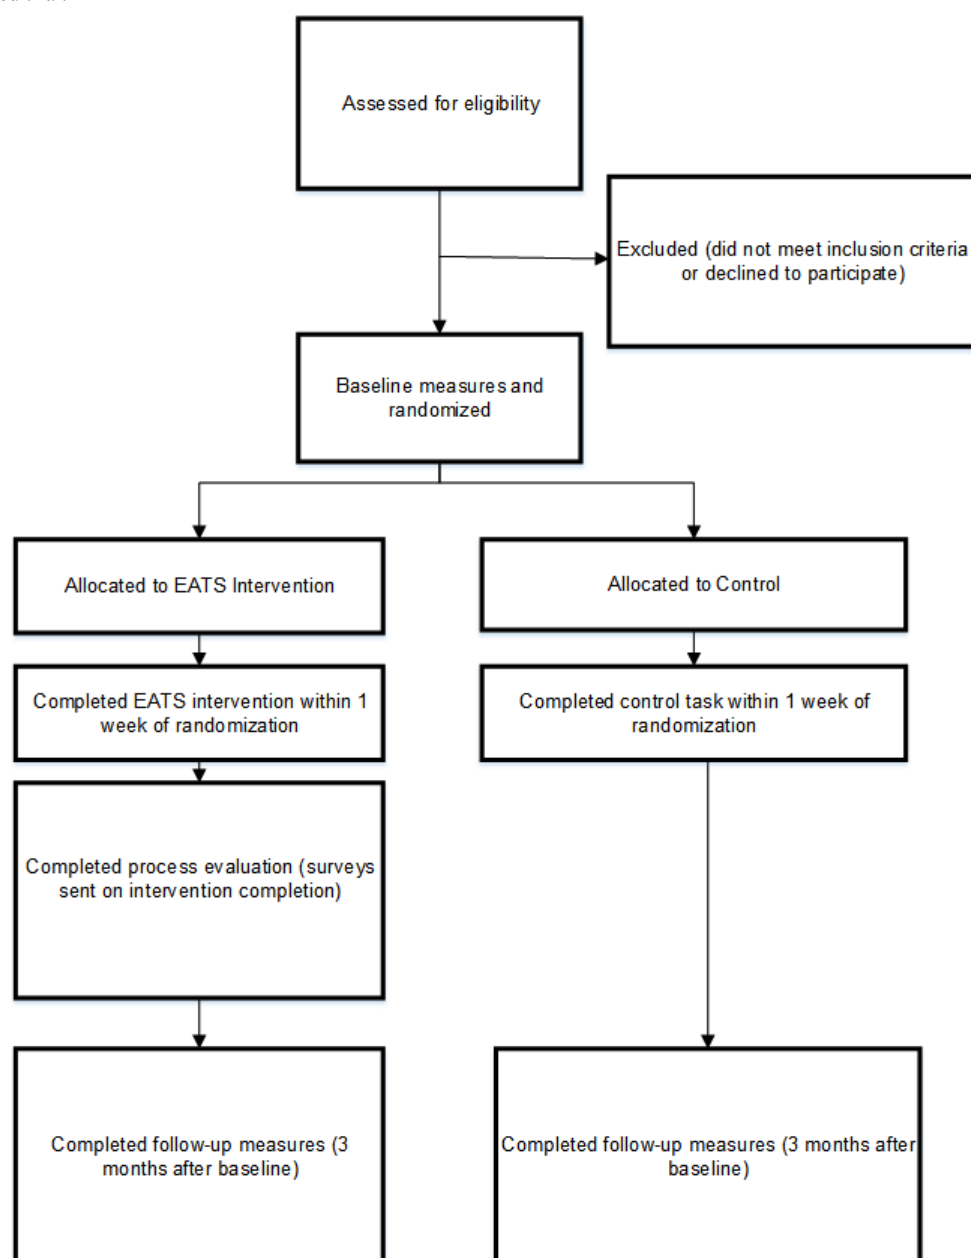 Assessed for eligibility
Excluded (did not meet inclusion criteria
or declined to participate)
Baseline measures and
randomized
Allocated to EATS Intervention
Allocated to Control
Completed EATS intervention within 1
week of randomization
Completed control task within 1 week of
randomization
Completed process evaluation (surveys
sent on intervention completion)
Completed follow-up measures (3
months after baseline)
Completed follow-up measures (3 months after
baseline)